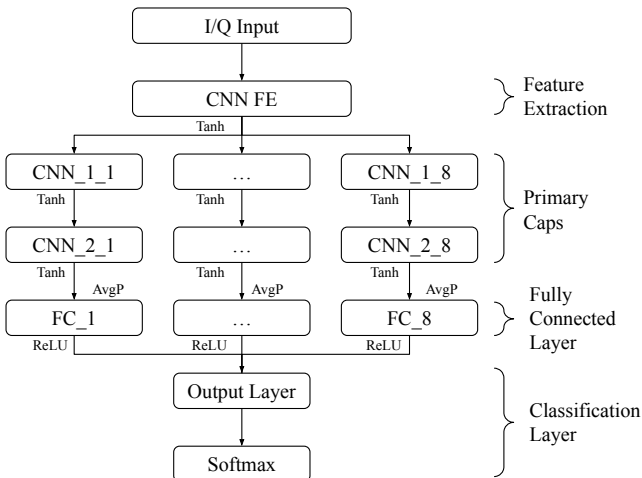 I/Q Input
CNN FE
Feature
Extraction
Tanh
CNN_1_1
...
CNN_1_8
Tanh
Tanh
Tanh
Primary
Caps
CNN_2_1
...
CNN_2_8
Tanh
Tanh
Tanh
AvgP
AvgP
AvgP
FC_1
...
FC_8
Fully
Connected
Layer
ReLU
ReLU
ReLU
Output Layer
Classification
Layer
Softmax